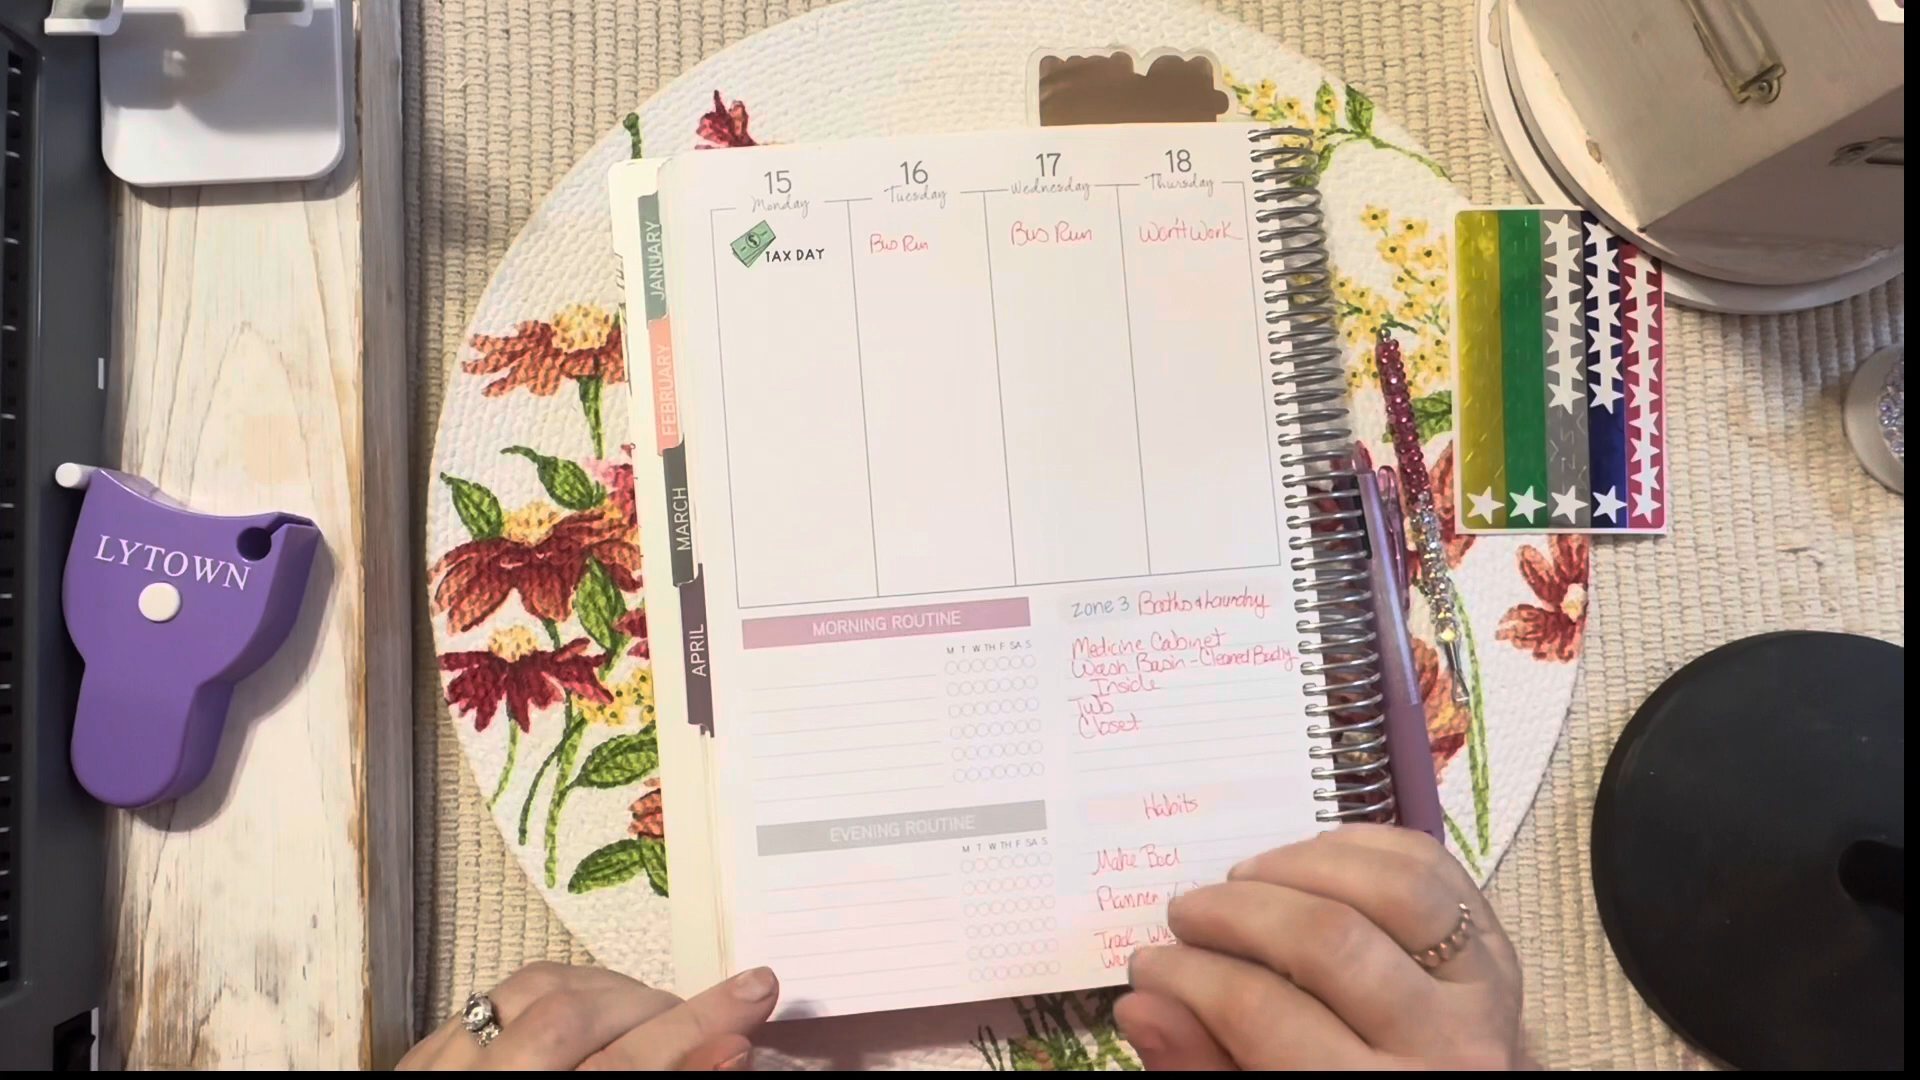 15 16 17 18
Monday Tuesday Wednesday Thursday
TAX DAY
Bus Run
Bus Run
Won't Work
JANUARY
FEBRUARY
MARCH
APRIL
MORNING ROUTINE
M T W TH F SA S
EVENING ROUTINE
M T W TH F SA S
Zone 3 Baths & Laundry
Medicine Cabinet
Wash Basin - Cleaned Body
Inside
Tub
Closet
Habits
Make Bed
Planner
Track
LYTOWN